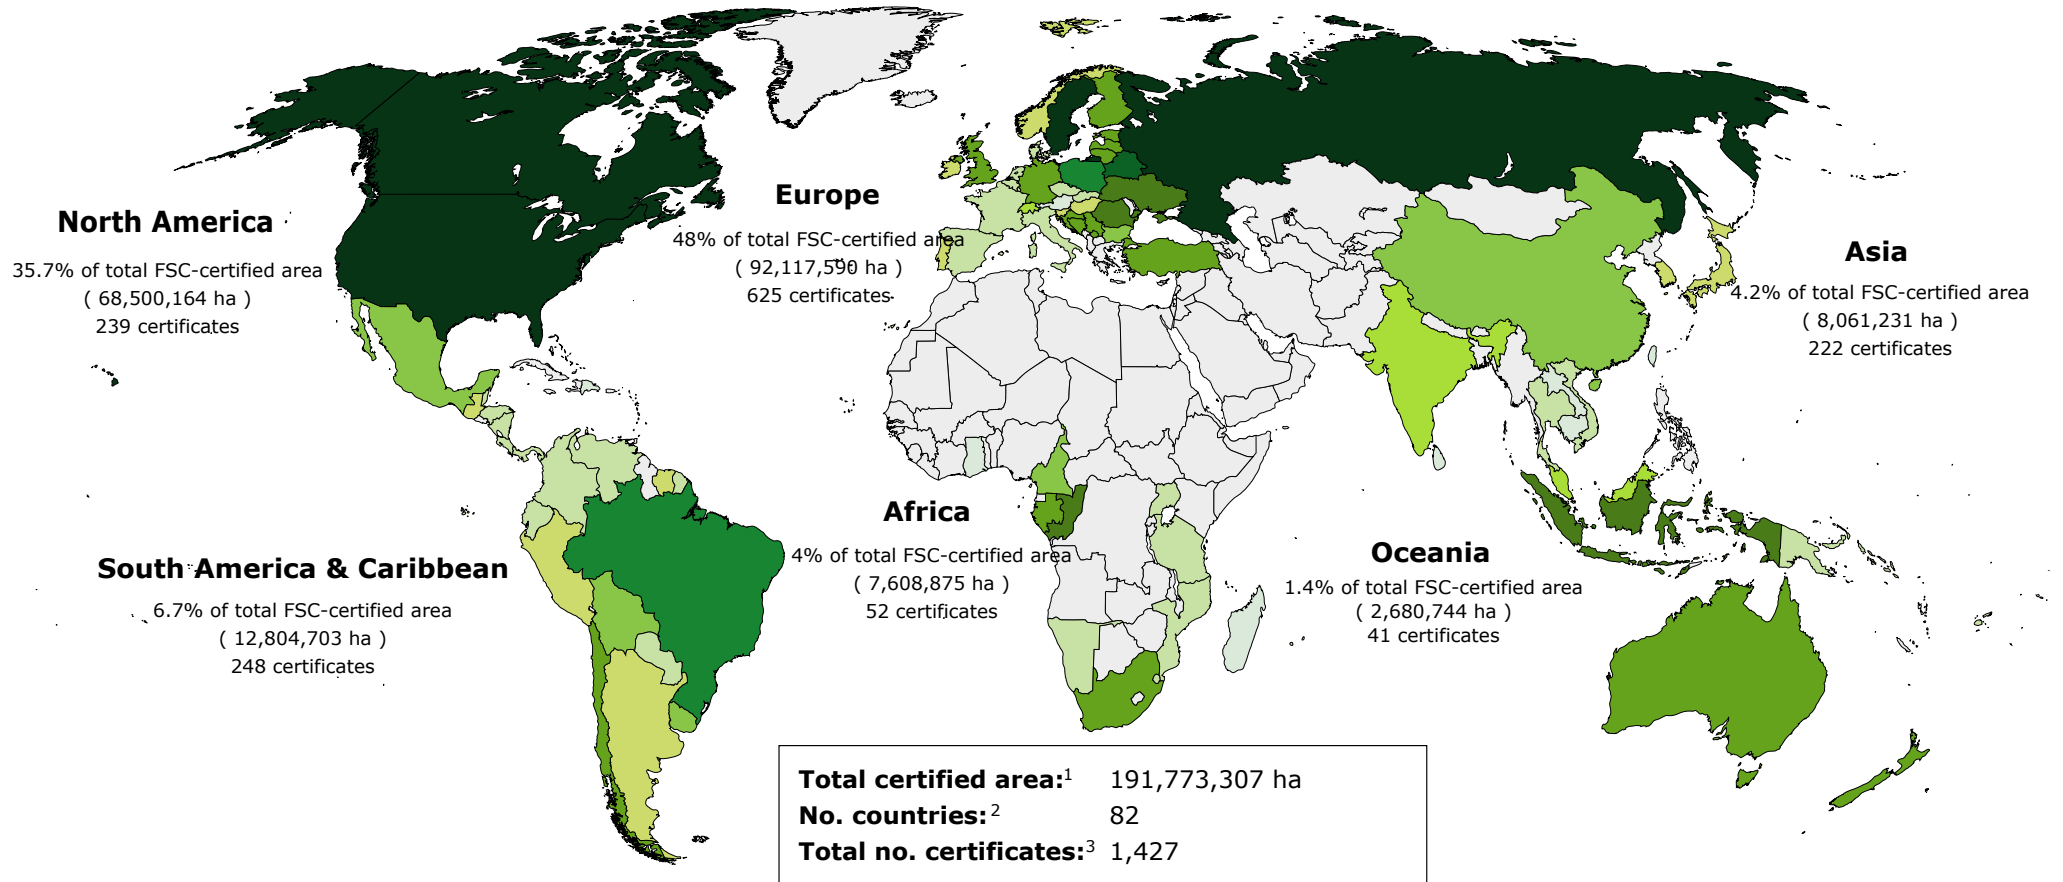 North America
35.7% of total FSC-certified area
( 68,500,164 ha )
239 certificates
Europe
48% of total FSC-certified area
( 92,117,590 ha )
625 certificates
Asia
4.2% of total FSC-certified area
( 8,061,231 ha )
222 certificates
South America & Caribbean
6.7% of total FSC-certified area
( 12,804,703 ha )
248 certificates
Africa
4% of total FSC-certified area
( 7,608,875 ha )
52 certificates
Oceania
1.4% of total FSC-certified area
( 2,680,744 ha )
41 certificates
Total certified area:¹ 191,773,307 ha
No. countries:² 82
Total no. certificates:³ 1,427